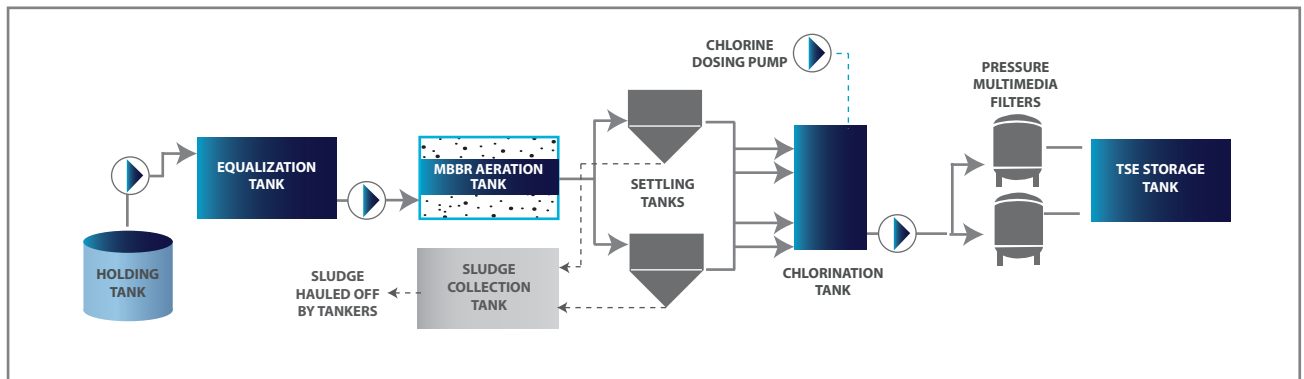 HOLDING
TANK
EQUALIZATION
TANK
MBBR AERATION
TANK
SLUDGE
COLLECTION
TANK
SLUDGE
HAULED OFF
BY TANKERS
SETTLING
TANKS
CHLORINE
DOSING PUMP
CHLORINATION
TANK
PRESSURE
MULTIMEDIA
FILTERS
TSE STORAGE
TANK